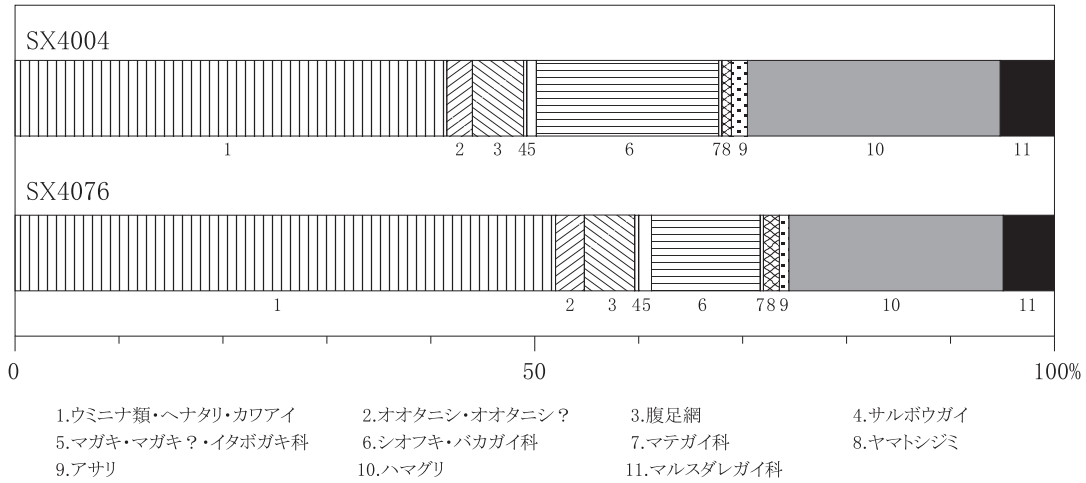 SX4004
1 2 3 45 6 78 9 10 11
SX4076
1 2 3 45 6 789 10 11
0 50 100%
1.ウミニナ類・ヘナタリ・カワアイ 2.オオタニシ・オオタニシ？ 3.腹足網 4.サルボウガイ
5.マガキ・マガキ？・イタボガキ科 6.シオフキ・バカガイ科 7.マテガイ科 8.ヤマトシジミ
9.アサリ 10.ハマグリ 11.マルスダレガイ科